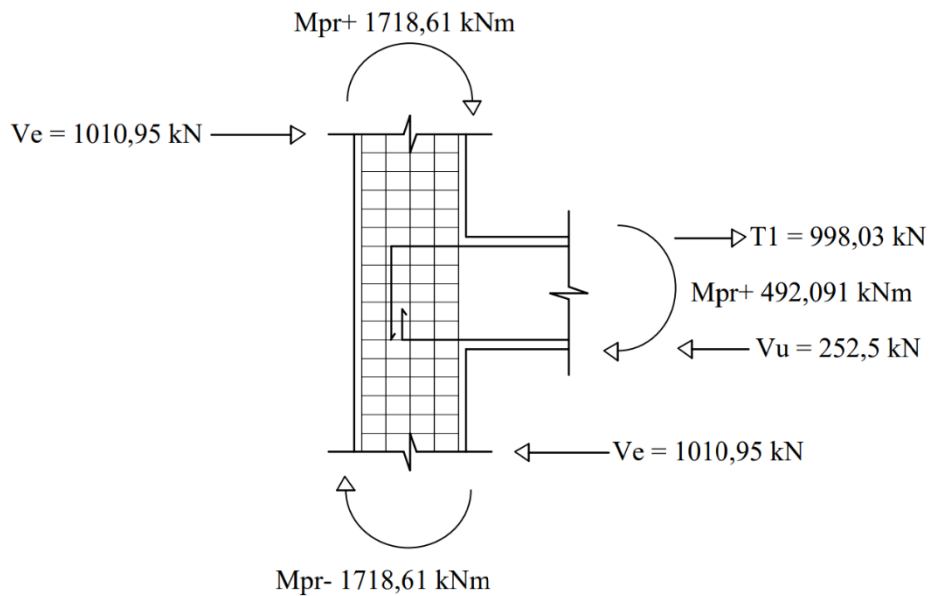 Mpr+ 1718,61 kNm
Ve = 1010,95 kN
T1 = 998,03 kN
Mpr+ 492,091 kNm
Vu = 252,5 kN
Ve = 1010,95 kN
Mpr- 1718,61 kNm